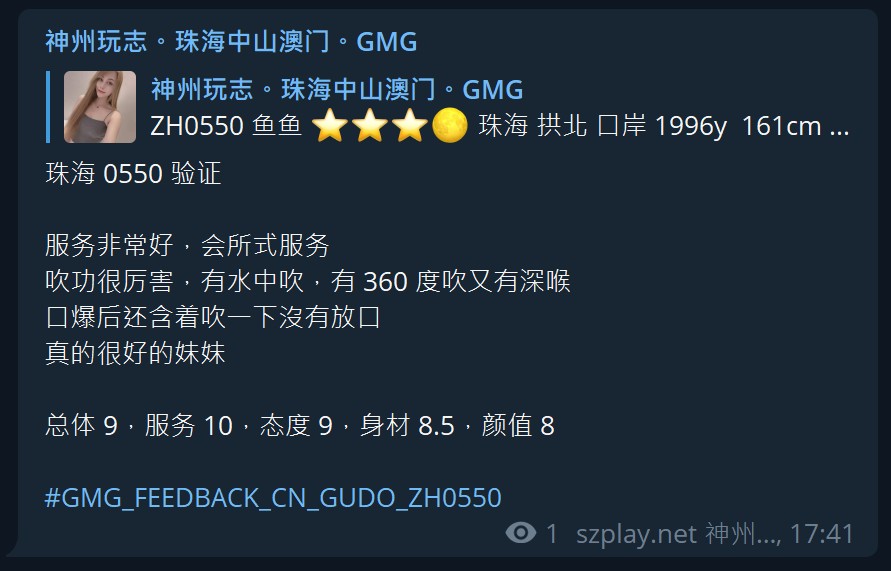 神州玩志。珠海中山澳门。GMG
神州玩志。珠海中山澳门。GMG
ZH0550 鱼鱼 ⭐⭐⭐🌕 珠海 拱北 口岸 1996y 161cm ...
珠海 0550 验证
服务非常好，会所式服务
吹功很厉害，有水中吹，有 360 度吹又有深喉
口爆后还含着吹一下沒有放口
真的很好的妹妹
总体 9，服务 10，态度 9，身材 8.5，颜值 8
#GMG_FEEDBACK_CN_GUDO_ZH0550
1 szplay.net 神州..., 17:41